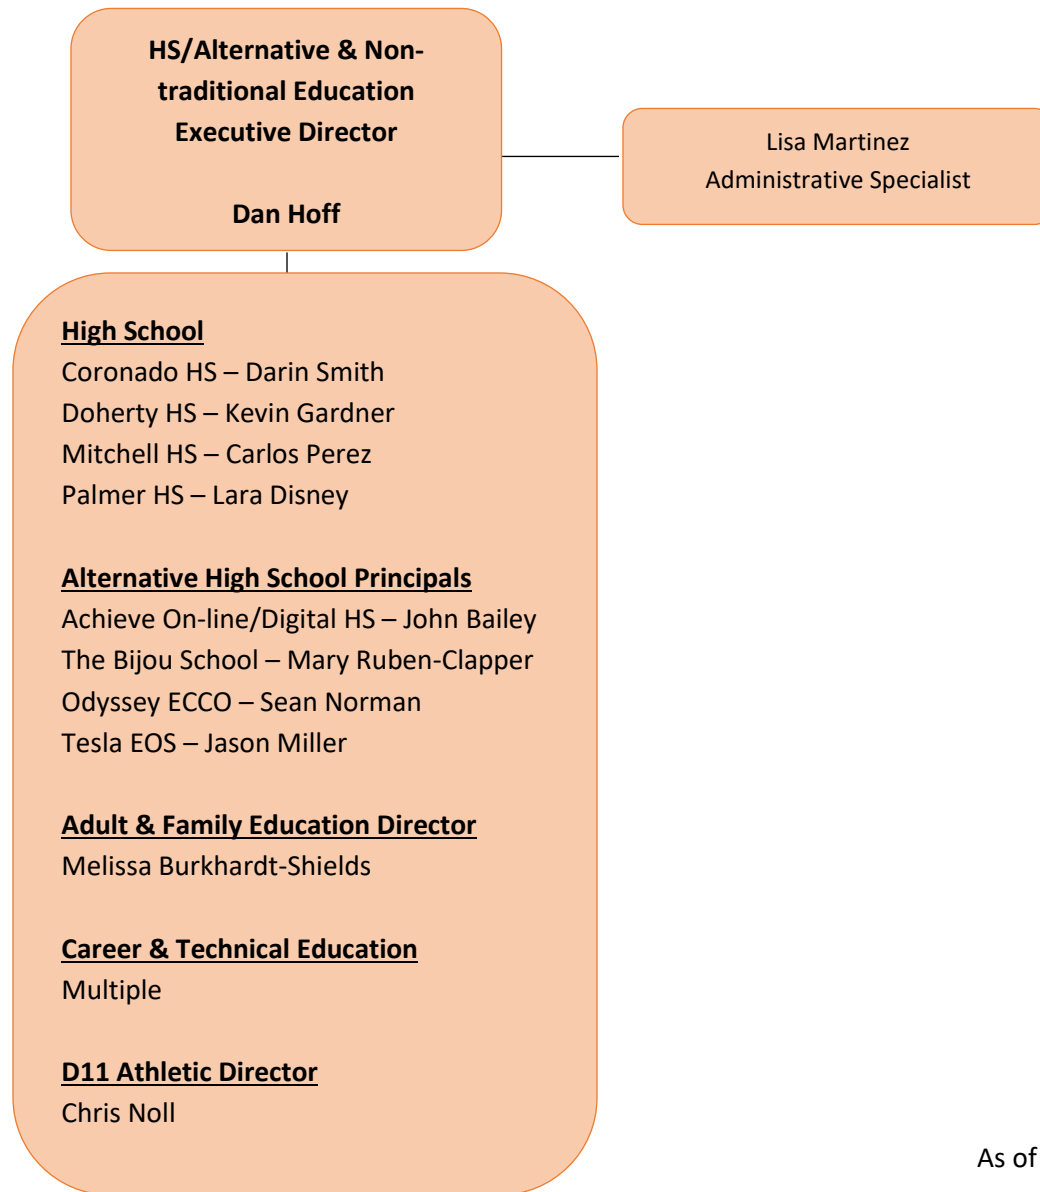 HS/Alternative & Non-
traditional Education
Executive Director
Dan Hoff
Lisa Martinez
Administrative Specialist
High School
Coronado HS – Darin Smith
Doherty HS – Kevin Gardner
Mitchell HS – Carlos Perez
Palmer HS – Lara Disney
Alternative High School Principals
Achieve On-line/Digital HS – John Bailey
The Bijou School – Mary Ruben-Clapper
Odyssey ECCO – Sean Norman
Tesla EOS – Jason Miller
Adult & Family Education Director
Melissa Burkhardt-Shields
Career & Technical Education
Multiple
D11 Athletic Director
Chris Noll
As of